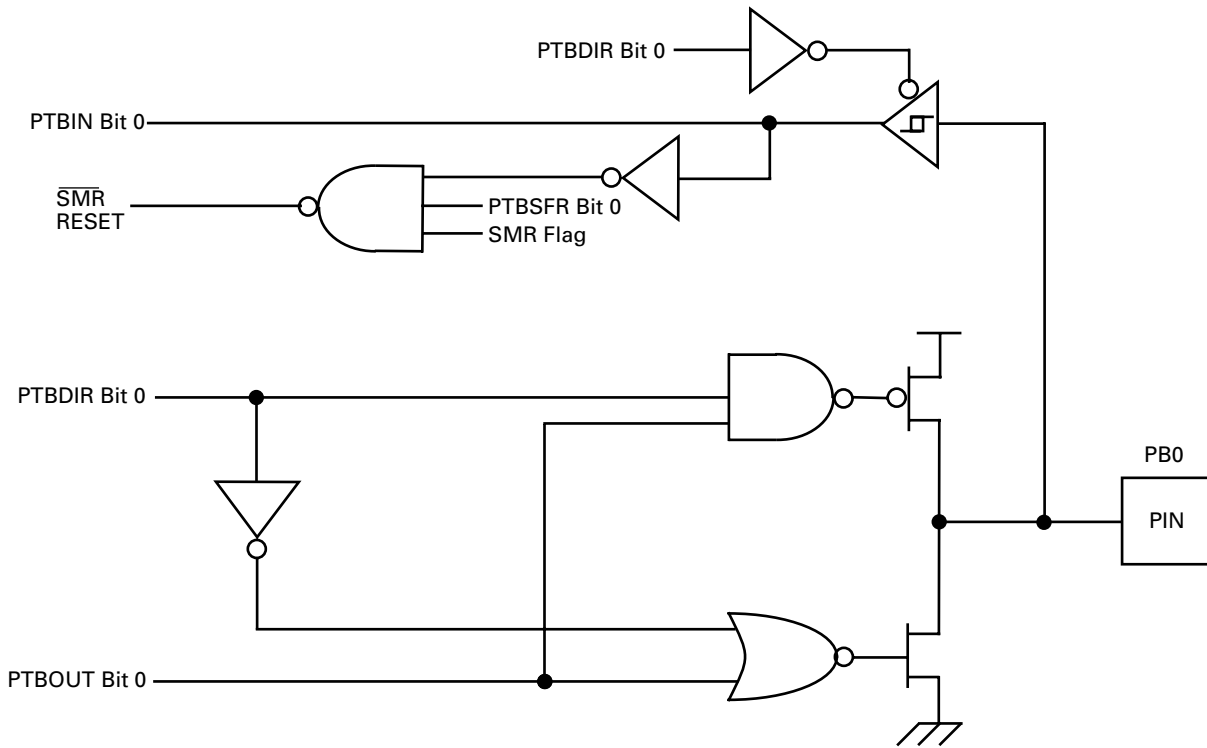 PTBDIR Bit 0
PTBIN Bit 0
SMR
RESET
PTBSFR Bit 0
SMR Flag
PTBDIR Bit 0
PB0
PIN
PTBOUT Bit 0